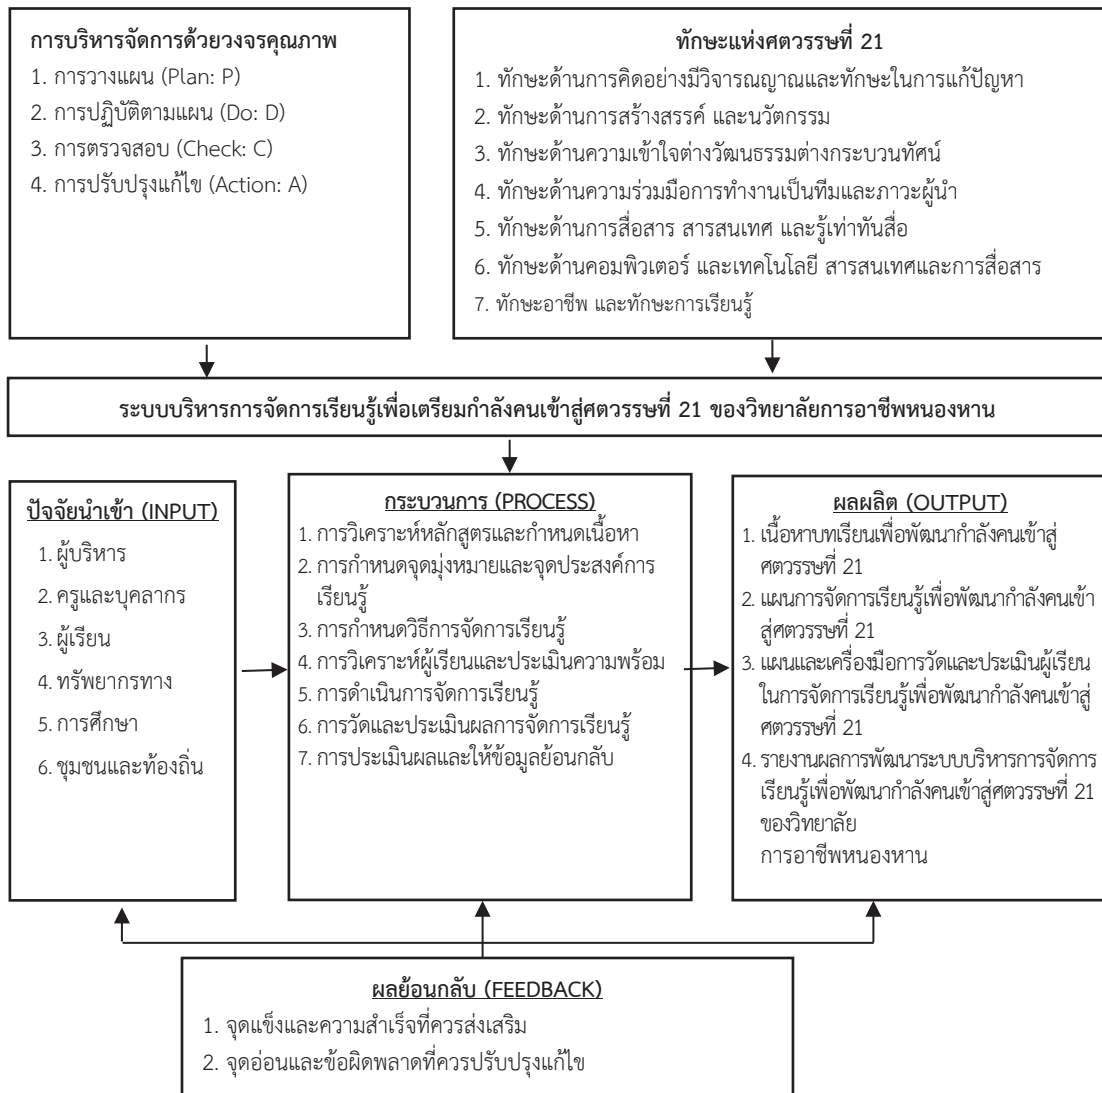 การบริหารจัดการด้วยวงจรคุณภาพ
1. การวางแผน (Plan: P)
2. การปฏิบัติตามแผน (Do: D)
3. การตรวจสอบ (Check: C)
4. การปรับปรุงแก้ไข (Action: A)
ทักษะแห่งศตวรรษที่ 21
1. ทักษะด้านการคิดอย่างมีวิจารณญาณและทักษะในการแก้ปัญหา
2. ทักษะด้านการสร้างสรรค์ และนวัตกรรม
3. ทักษะด้านความเข้าใจต่างวัฒนธรรมต่างกระบวนทัศน์
4. ทักษะด้านความร่วมมือการทำงานเป็นทีมและภาวะผู้นำ
5. ทักษะด้านการสื่อสาร สารสนเทศ และรู้เท่าทันสื่อ
6. ทักษะด้านคอมพิวเตอร์ และเทคโนโลยี สารสนเทศและการสื่อสาร
7. ทักษะอาชีพ และทักษะการเรียนรู้
ระบบบริหารการจัดการเรียนรู้เพื่อเตรียมกำลังคนเข้าสู่ศตวรรษที่ 21 ของวิทยาลัยการอาชีพหนองหาน
ปัจจัยนำเข้า (INPUT)
1. ผู้บริหาร
2. ครูและบุคลากร
3. ผู้เรียน
4. ทรัพยากรทาง
5. การศึกษา
6. ชุมชนและท้องถิ่น
กระบวนการ (PROCESS)
1. การวิเคราะห์หลักสูตรและกำหนดเนื้อหา
2. การกำหนดจุดมุ่งหมายและจุดประสงค์การ
เรียนรู้
3. การกำหนดวิธีการจัดการเรียนรู้
4. การวิเคราะห์ผู้เรียนและประเมินความพร้อม
5. การดำเนินการจัดการเรียนรู้
6. การวัดและประเมินผลการจัดการเรียนรู้
7. การประเมินผลและให้ข้อมูลย้อนกลับ
ผลผลิต (OUTPUT)
1. เนื้อหาบทเรียนเพื่อพัฒนากำลังคนเข้าสู่
ศตวรรษที่ 21
2. แผนการจัดการเรียนรู้เพื่อพัฒนากำลังคนเข้า
สู่ศตวรรษที่ 21
3. แผนและเครื่องมือการวัดและประเมินผู้เรียน
ในการจัดการเรียนรู้เพื่อพัฒนากำลังคนเข้าสู่
ศตวรรษที่ 21
4. รายงานผลการพัฒนาระบบบริหารการจัดการ
เรียนรู้เพื่อพัฒนากำลังคนเข้าสู่ศตวรรษที่ 21
ของวิทยาลัย
การอาชีพหนองหาน
ผลย้อนกลับ (FEEDBACK)
1. จุดแข็งและความสำเร็จที่ควรส่งเสริม
2. จุดอ่อนและข้อผิดพลาดที่ควรปรับปรุงแก้ไข